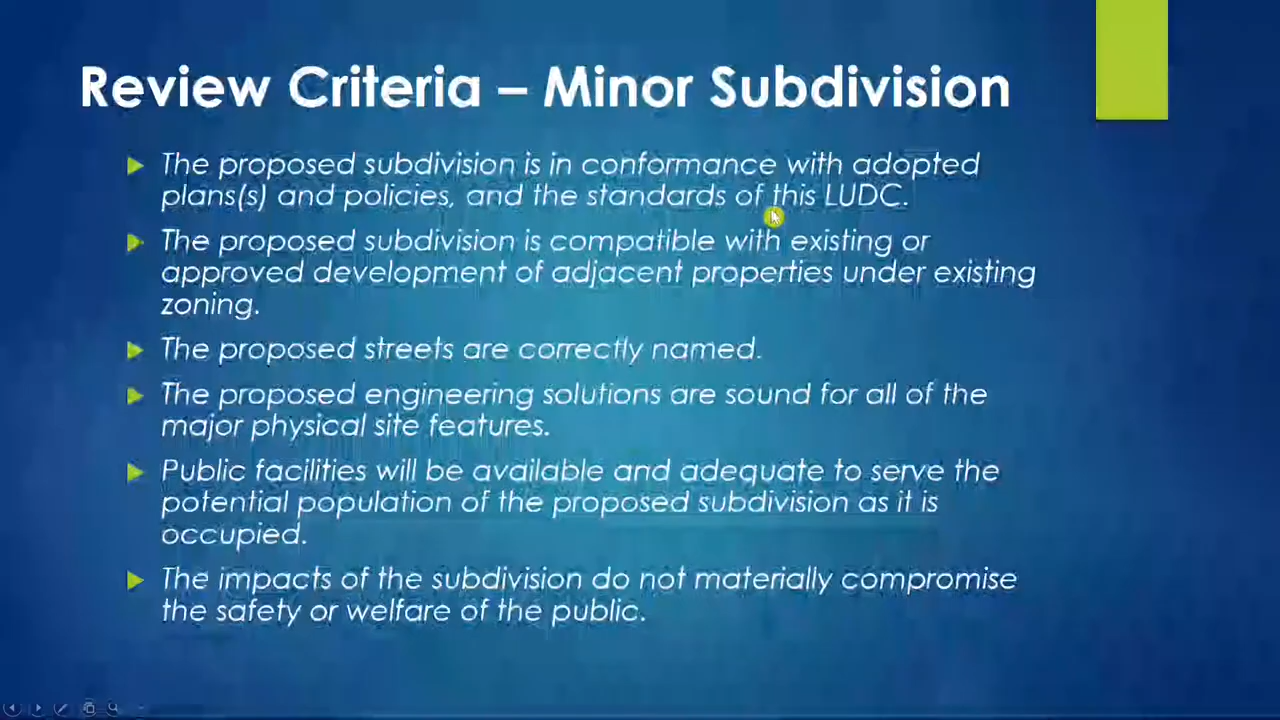 Review Criteria – Minor Subdivision
The proposed subdivision is in conformance with adopted
plans(s) and policies, and the standards of this LUDC.
The proposed subdivision is compatible with existing or
approved development of adjacent properties under existing
zoning.
The proposed streets are correctly named.
The proposed engineering solutions are sound for all of the
major physical site features.
Public facilities will be available and adequate to serve the
potential population of the proposed subdivision as it is
occupied.
The impacts of the subdivision do not materially compromise
the safety or welfare of the public.